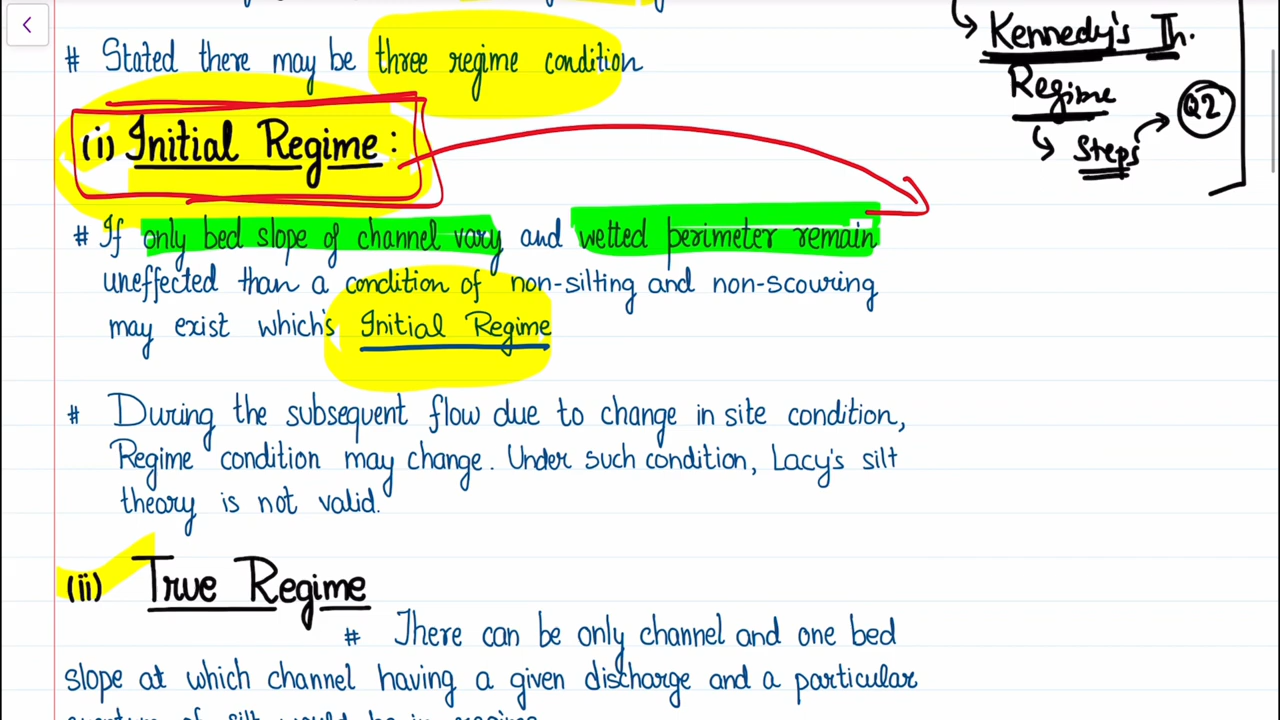 # Stated there may be three regime condition
(i) Initial Regime :
# If only bed slope of channel vary and wetted perimeter remain
uneffected than a condition of non-silting and non-scouring
may exist which's Initial Regime
# During the subsequent flow due to change in site condition,
Regime condition may change. Under such condition, Lacy's silt
theory is not valid.
(ii) True Regime
# There can be only channel and one bed
slope at which channel having a given discharge and a particular
Kennedy's Th.
Regime
Steps
Q2